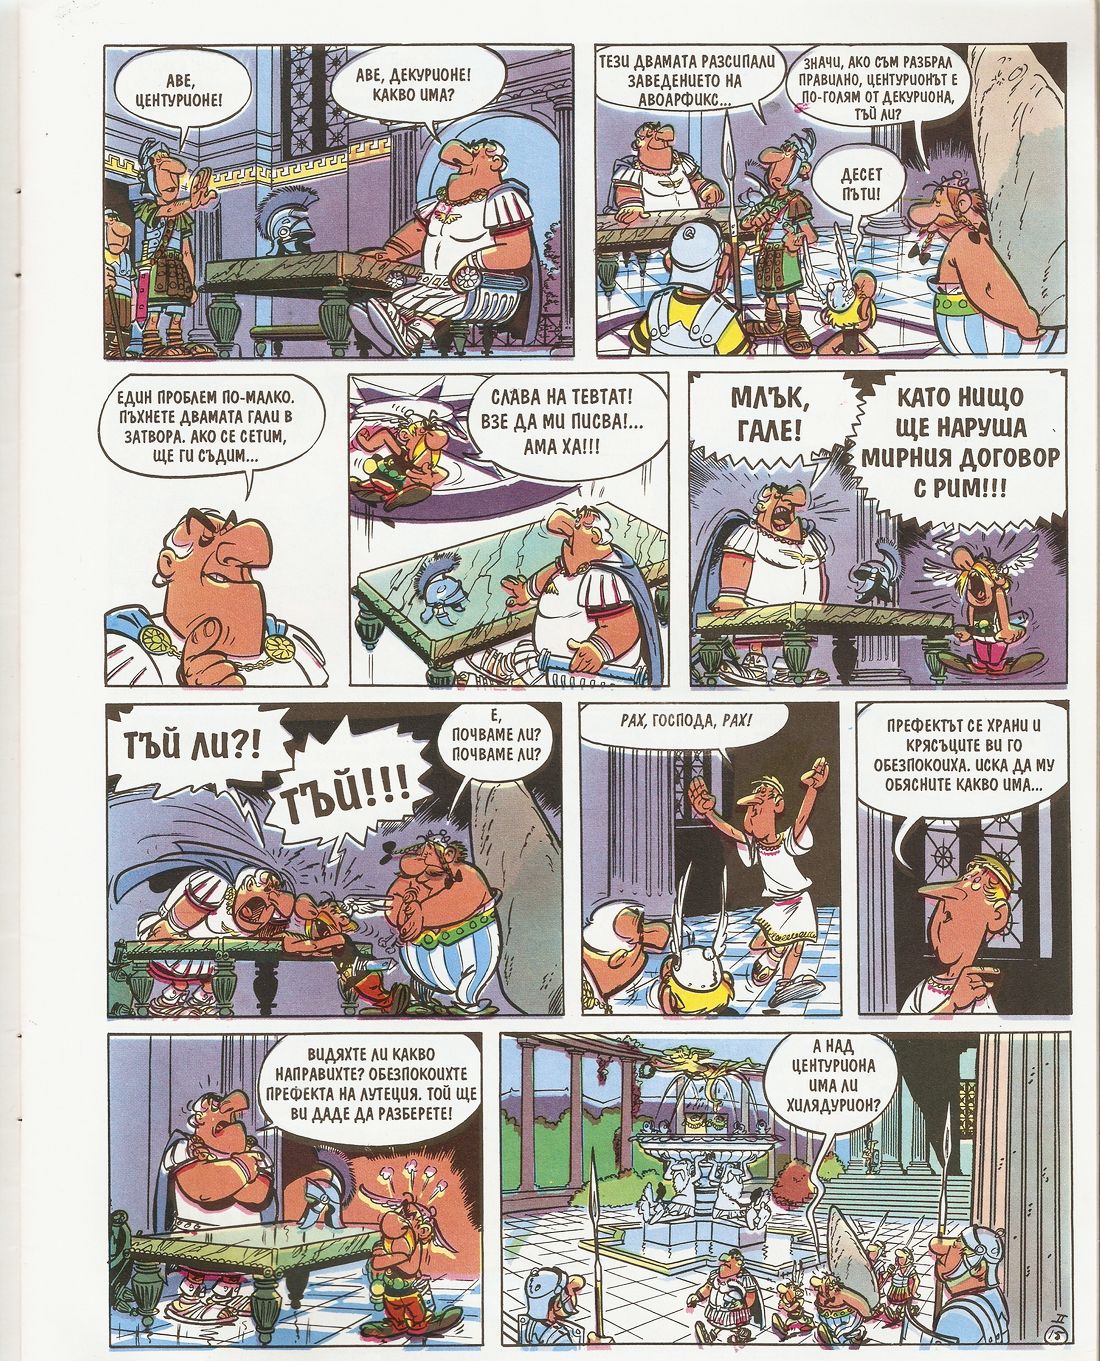 АВЕ,
ЦЕНТУРИОНЕ!
АВЕ, ДЕКУРИОНЕ!
КАКВО ИМА?
ТЕЗИ ДВАМАТА РАЗСИПАЛИ
ЗАВЕДЕНИЕТО НА
АВОАРФИКС...
ЗНАЧИ, АКО СЪМ РАЗБРАЛ
ПРАВИЛНО, ЦЕНТУРИОНЪТ Е
ПО-ГОЛЯМ ОТ ДЕКУРИОНА,
ТЪЙ ЛИ?
ДЕСЕТ
ПЪТИ!
ЕДИН ПРОБЛЕМ ПО-МАЛКО.
ПЪХНЕТЕ ДВАМАТА ГАЛИ В
ЗАТВОРА. АКО СЕ СЕТИМ,
ЩЕ ГИ СЪДИМ...
СЛАВА НА ТЕВТАТ!
ВЗЕ ДА МИ ПИСВА!...
АМА ХА!!!
МЛЪК,
ГАЛЕ!
КАТО НИЩО
ЩЕ НАРУША
МИРНИЯ ДОГОВОР
С РИМ!!!
ТЪЙ ЛИ?!
ТЪЙ!!!
Е,
ПОЧВАМЕ ЛИ?
ПОЧВАМЕ ЛИ?
РАХ, ГОСПОДА, РАХ!
ПРЕФЕКТЪТ СЕ ХРАНИ И
КРЯСЪЦИТЕ ВИ ГО
ОБЕЗПОКОИХА. ИСКА ДА МУ
ОБЯСНИТЕ КАКВО ИМА...
ВИДЯХТЕ ЛИ КАКВО
НАПРАВИХТЕ? ОБЕЗПОКОИХТЕ
ПРЕФЕКТА НА ЛУТЕЦИЯ. ТОЙ ЩЕ
ВИ ДАДЕ ДА РАЗБЕРЕТЕ!
А НАД
ЦЕНТУРИОНА
ИМА ЛИ
ХИЛЯДУРИОН?
15